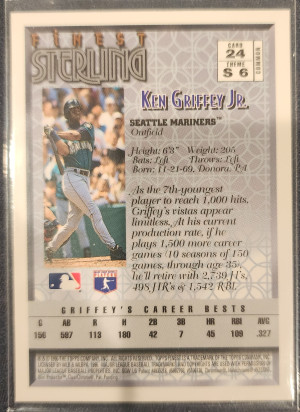 FINEST
STERLING
CARD
24
THEME
S 6
COMMON
KEN GRIFFEY JR.
SEATTLE MARINERS™
Outfield
Height: 6'3" Weight: 205
Bats: Left Throws: Left
Born: 11-21-69, Donora, PA
As the 7th-youngest
player to reach 1,000 hits,
Griffey's vistas appear
limitless. At his current
production rate, if he
plays 1,500 more career
games (10 seasons of 150
games, through age 35),
he'll retire with 2,739 H's,
498 HR's & 1,542 RBI.
GRIFFEY'S CAREER BESTS
G AB R H 2B 3B HR RBI AVG
156 597 113 180 42 7 45 109 .327